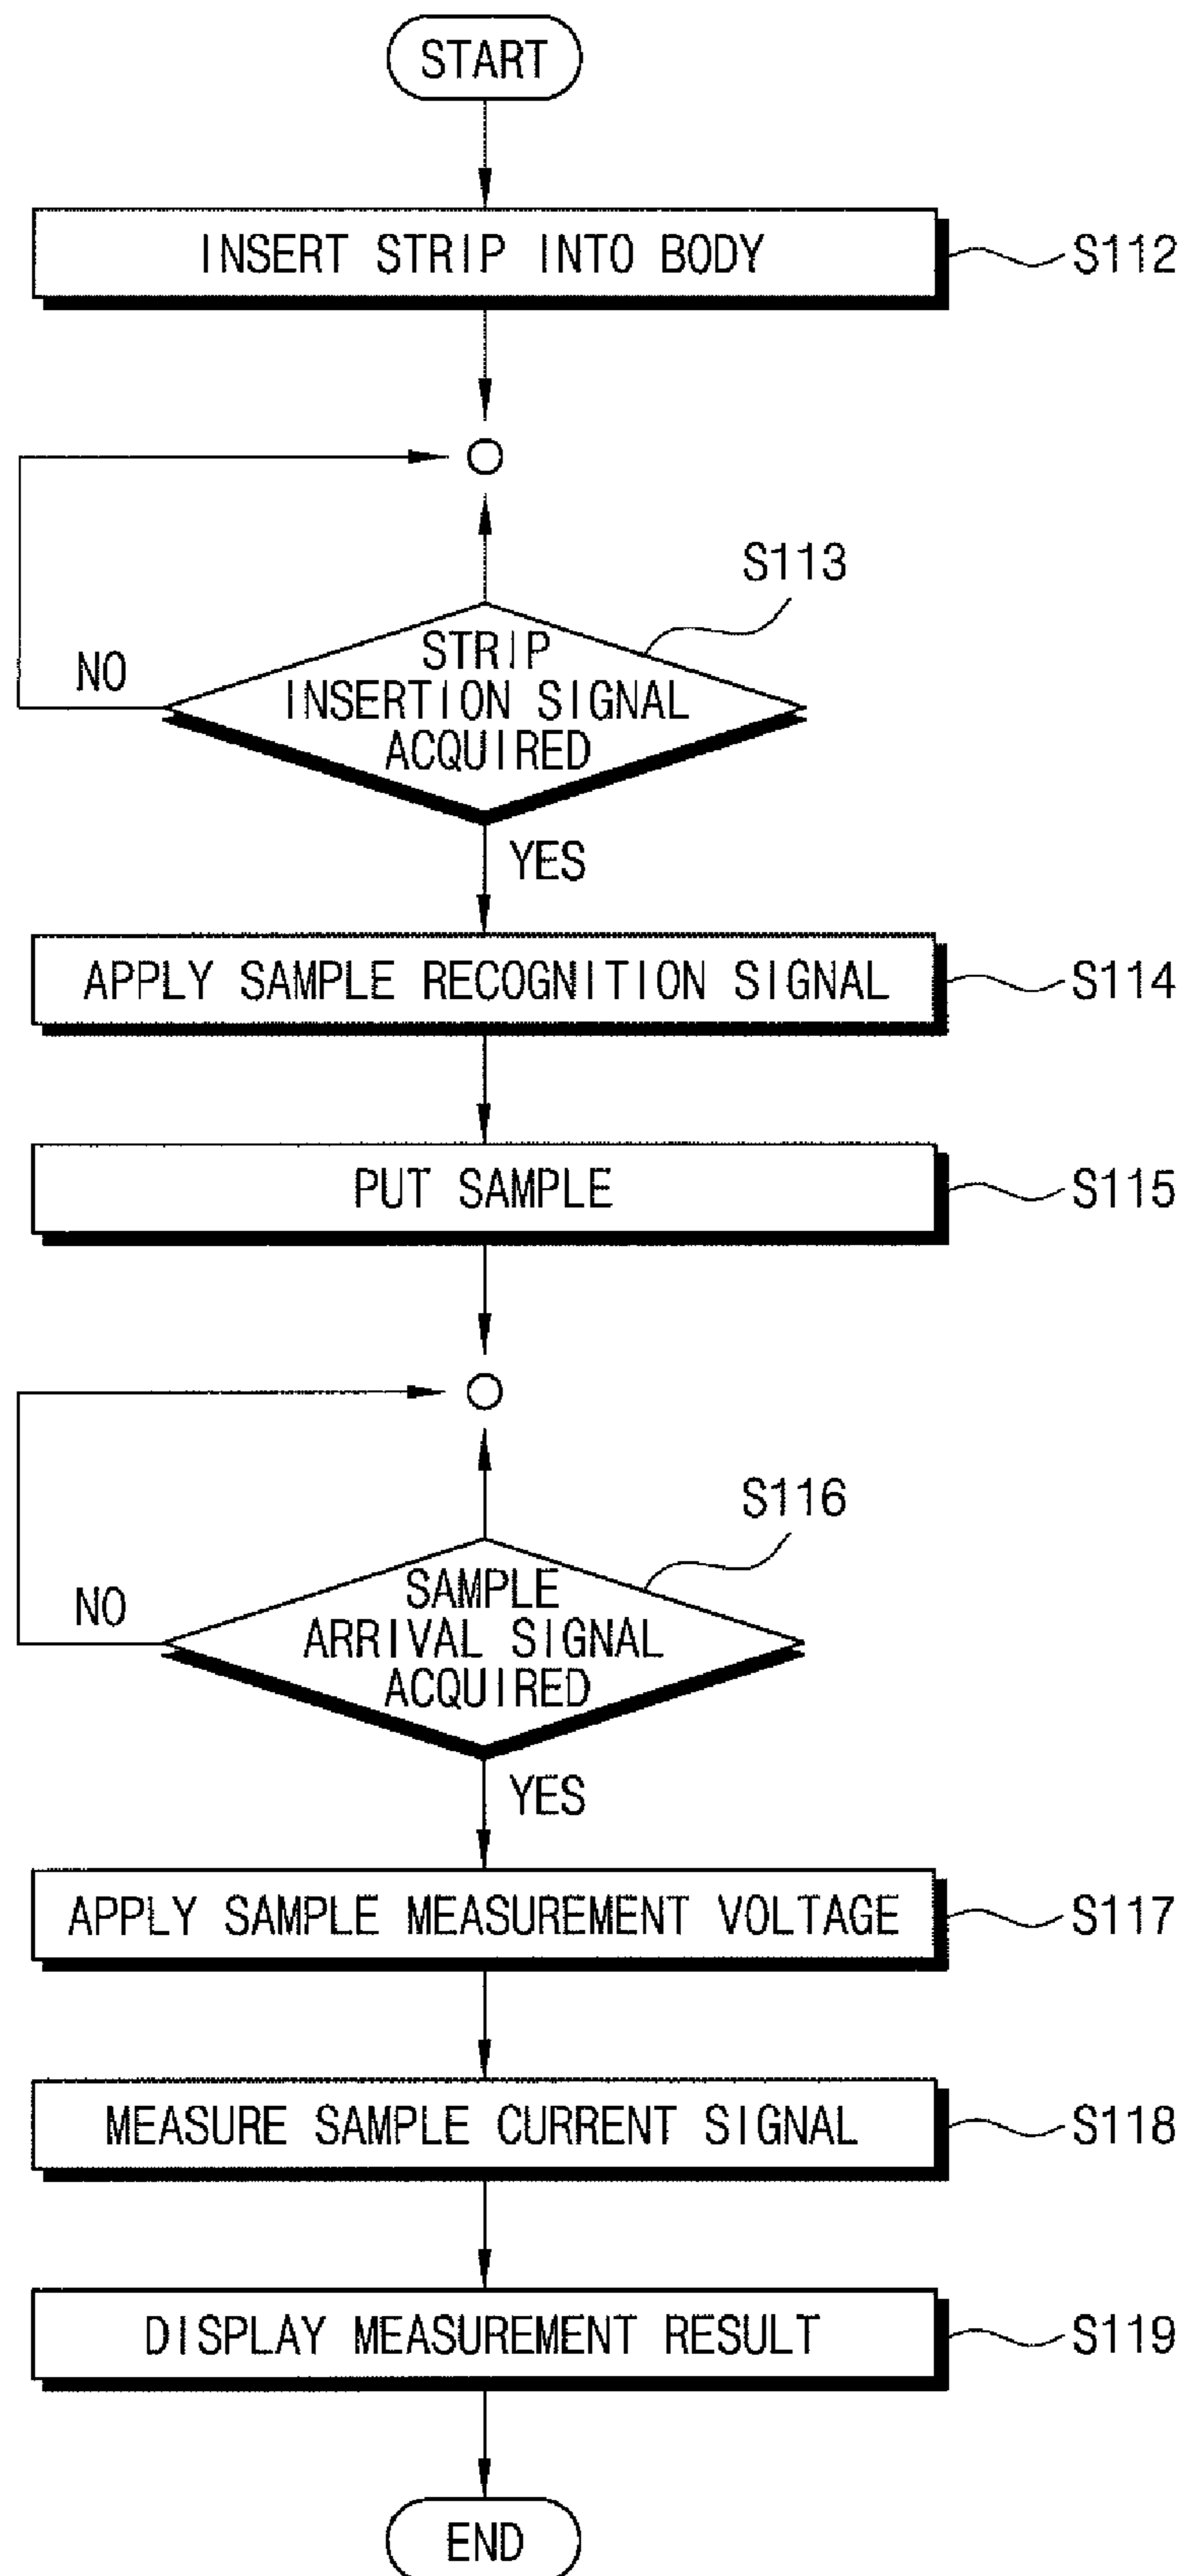 START
INSERT STRIP INTO BODY
S112
S113
STRIP
INSERTION SIGNAL
ACQUIRED
NO
YES
APPLY SAMPLE RECOGNITION SIGNAL
S114
PUT SAMPLE
S115
S116
SAMPLE
ARRIVAL SIGNAL
ACQUIRED
NO
YES
APPLY SAMPLE MEASUREMENT VOLTAGE
S117
MEASURE SAMPLE CURRENT SIGNAL
S118
DISPLAY MEASUREMENT RESULT
S119
END